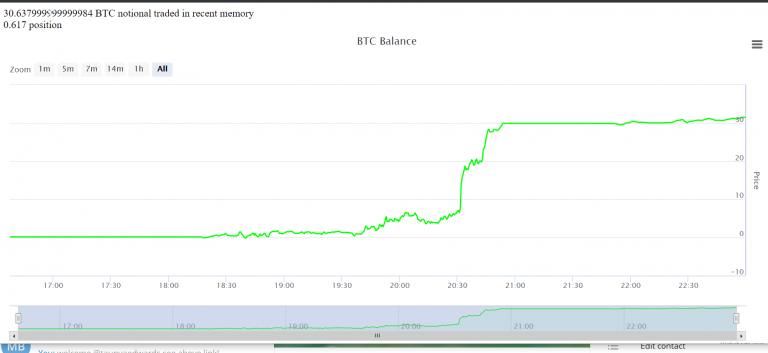 30.637999999999984 BTC notional traded in recent memory
0.617 position
BTC Balance
Zoom 1m 5m 7m 14m 1h All
30
20
10
0
-10
Price
17:00 17:30 18:00 18:30 19:00 19:30 20:00 20:30 21:00 21:30 22:00 22:30
17:00 18:00 19:00 20:00 21:00 22:00
MB
Edit contact